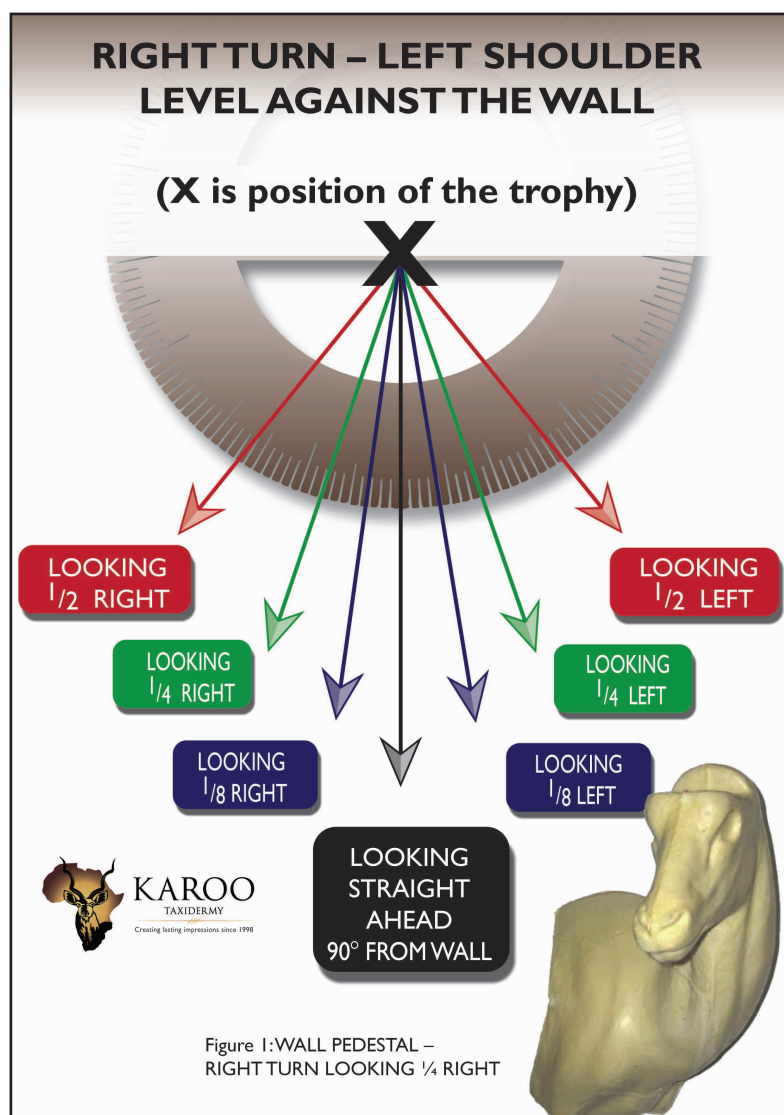 RIGHT TURN – LEFT SHOULDER
LEVEL AGAINST THE WALL
(X is position of the trophy)
X
LOOKING
1/2 RIGHT
LOOKING
1/2 LEFT
LOOKING
1/4 RIGHT
LOOKING
1/4 LEFT
LOOKING
1/8 RIGHT
LOOKING
1/8 LEFT
LOOKING
STRAIGHT
AHEAD
90° FROM WALL
KAROO
TAXIDERMY
Creating lasting impressions since 1998
Figure 1: WALL PEDESTAL –
RIGHT TURN LOOKING ¼ RIGHT